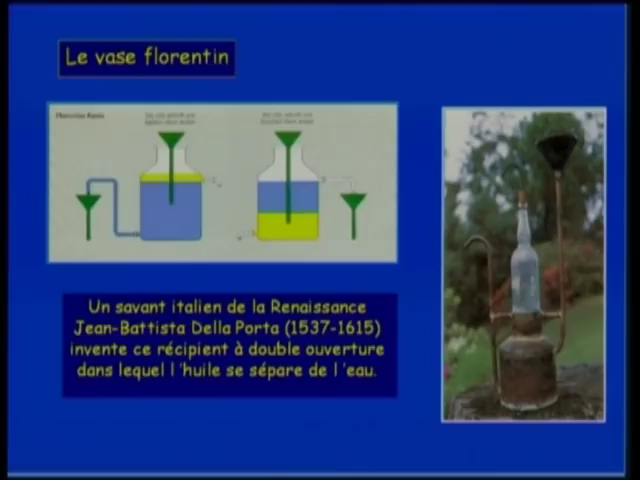 Le vase florentin
Un savant italien de la Renaissance
Jean-Battista Della Porta (1537-1615)
invente ce récipient à double ouverture
dans lequel l 'huile se sépare de l 'eau.